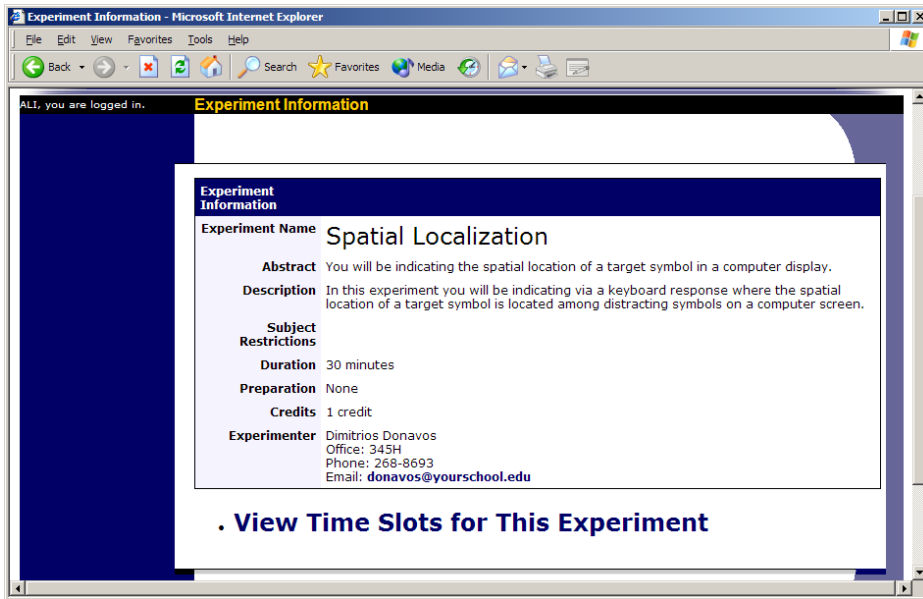 Experiment Information - Microsoft Internet Explorer
File Edit View Favorites Tools Help
Back Search Favorites Media
ALI, you are logged in. Experiment Information
Experiment
Information
Experiment Name Spatial Localization
Abstract You will be indicating the spatial location of a target symbol in a computer display.
Description In this experiment you will be indicating via a keyboard response where the spatial
location of a target symbol is located among distracting symbols on a computer screen.
Subject
Restrictions
Duration 30 minutes
Preparation None
Credits 1 credit
Experimenter Dimitrios Donavos
Office: 345H
Phone: 268-8693
Email: donavos@yourschool.edu
• View Time Slots for This Experiment